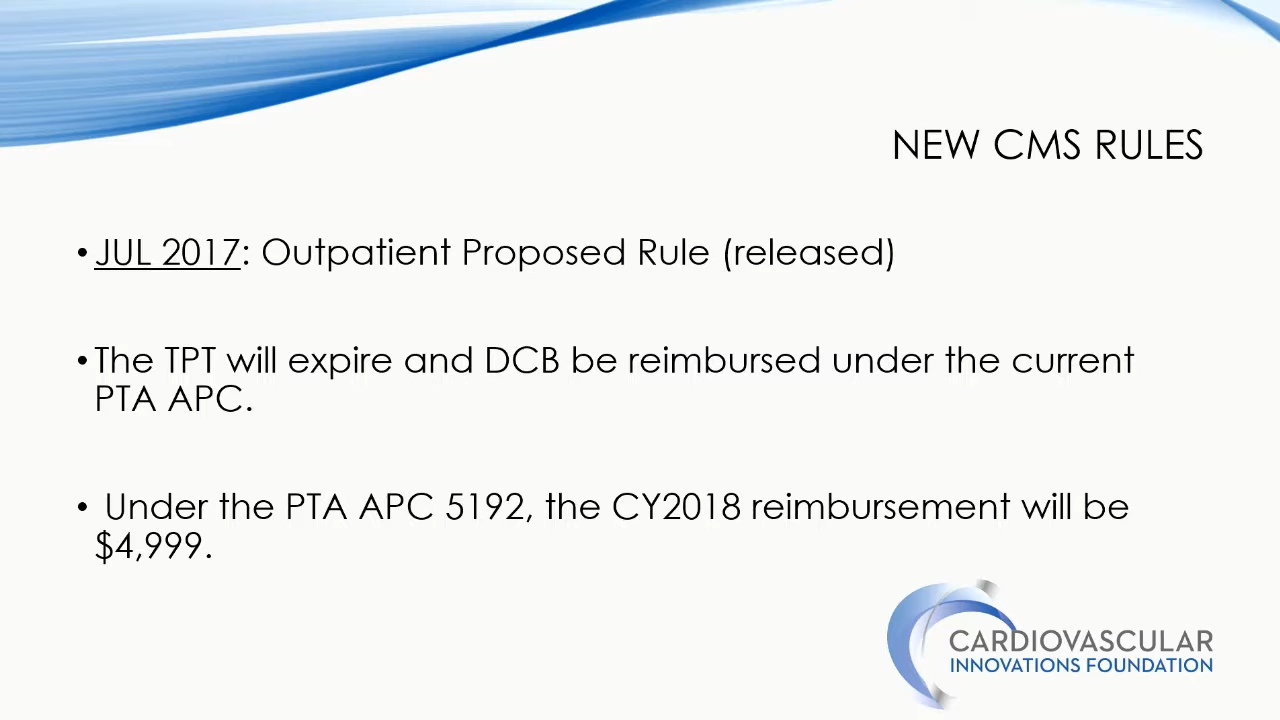 NEW CMS RULES
• JUL 2017: Outpatient Proposed Rule (released)
• The TPT will expire and DCB be reimbursed under the current
PTA APC.
• Under the PTA APC 5192, the CY2018 reimbursement will be
$4,999.
CARDIOVASCULAR
INNOVATIONS FOUNDATION